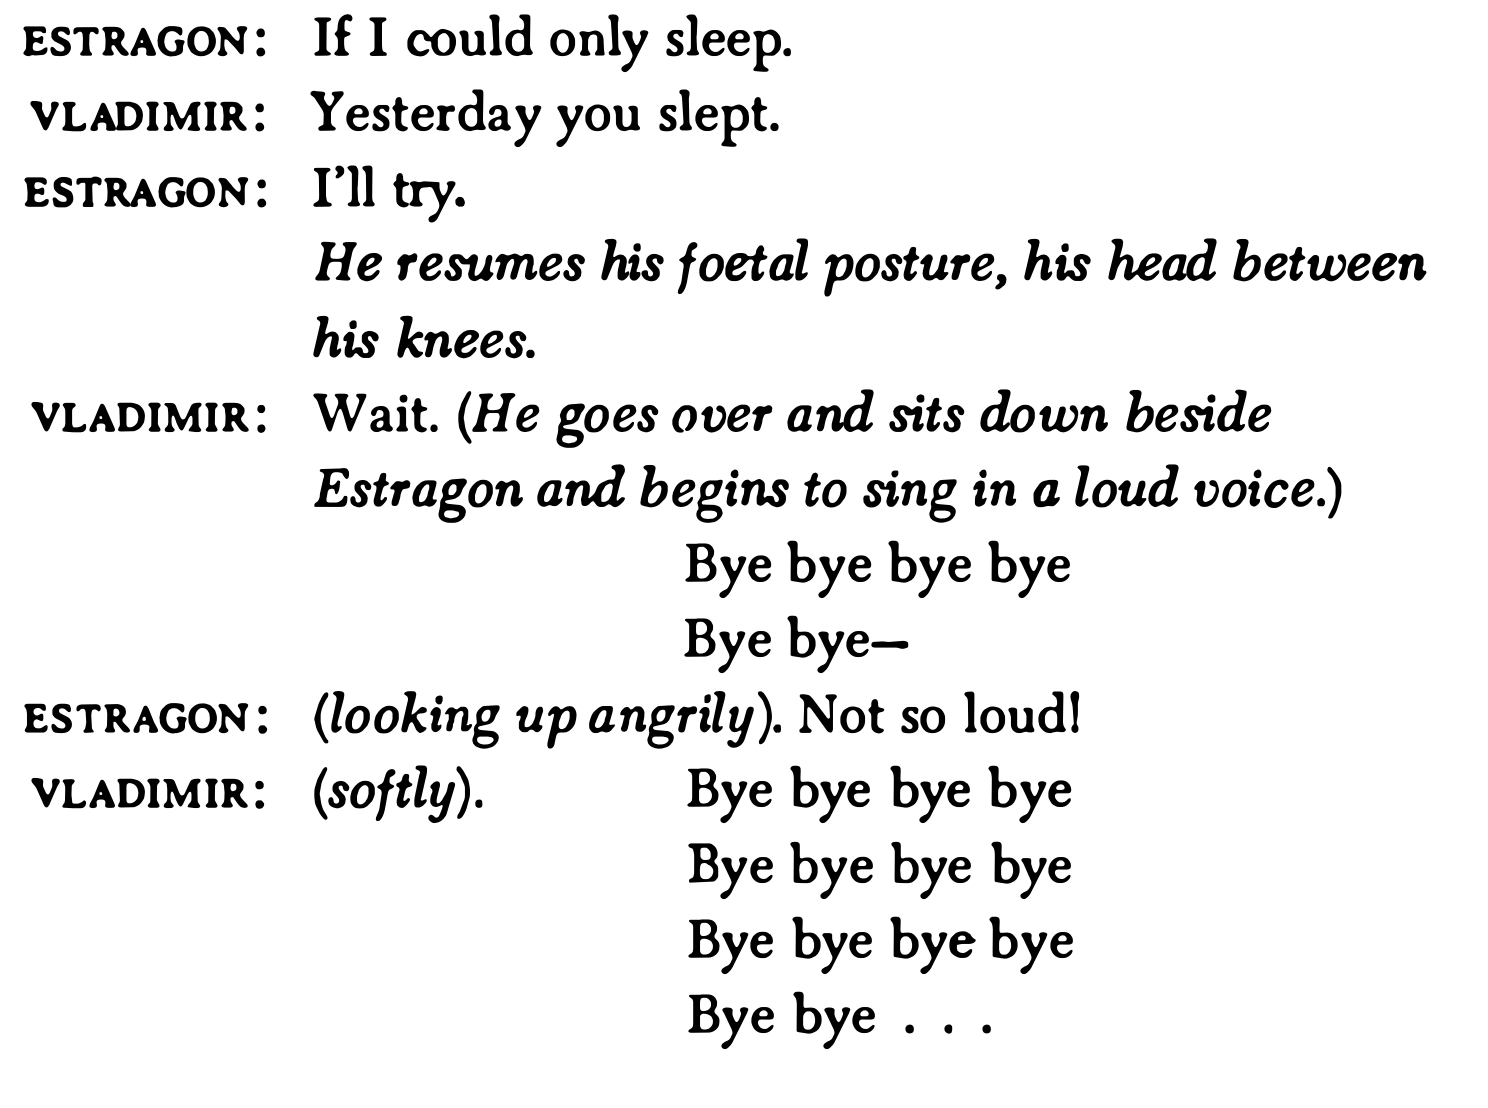 ESTRAGON: If I could only sleep.
VLADIMIR: Yesterday you slept.
ESTRAGON: I'll try.
He resumes his foetal posture, his head between
his knees.
VLADIMIR: Wait. (He goes over and sits down beside
Estragon and begins to sing in a loud voice.)
Bye bye bye bye
Bye bye—
ESTRAGON: (looking up angrily). Not so loud!
VLADIMIR: (softly). Bye bye bye bye
Bye bye bye bye
Bye bye bye bye
Bye bye . . .